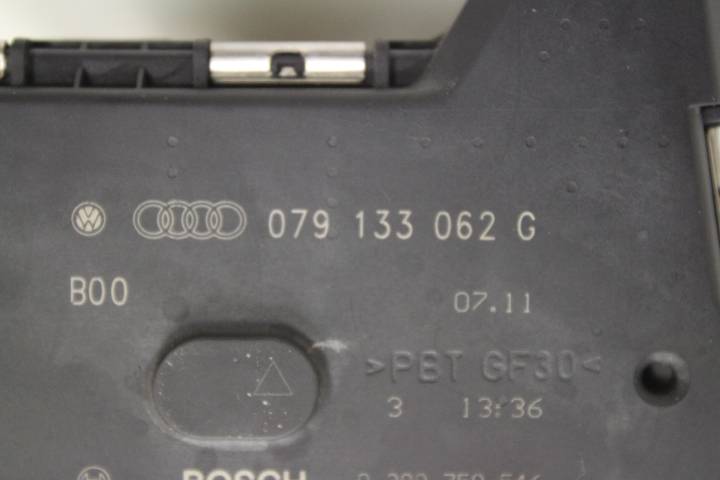 079 133 062 G
B00
07.11
>PBT GF30<
3 13:36
BOSCH